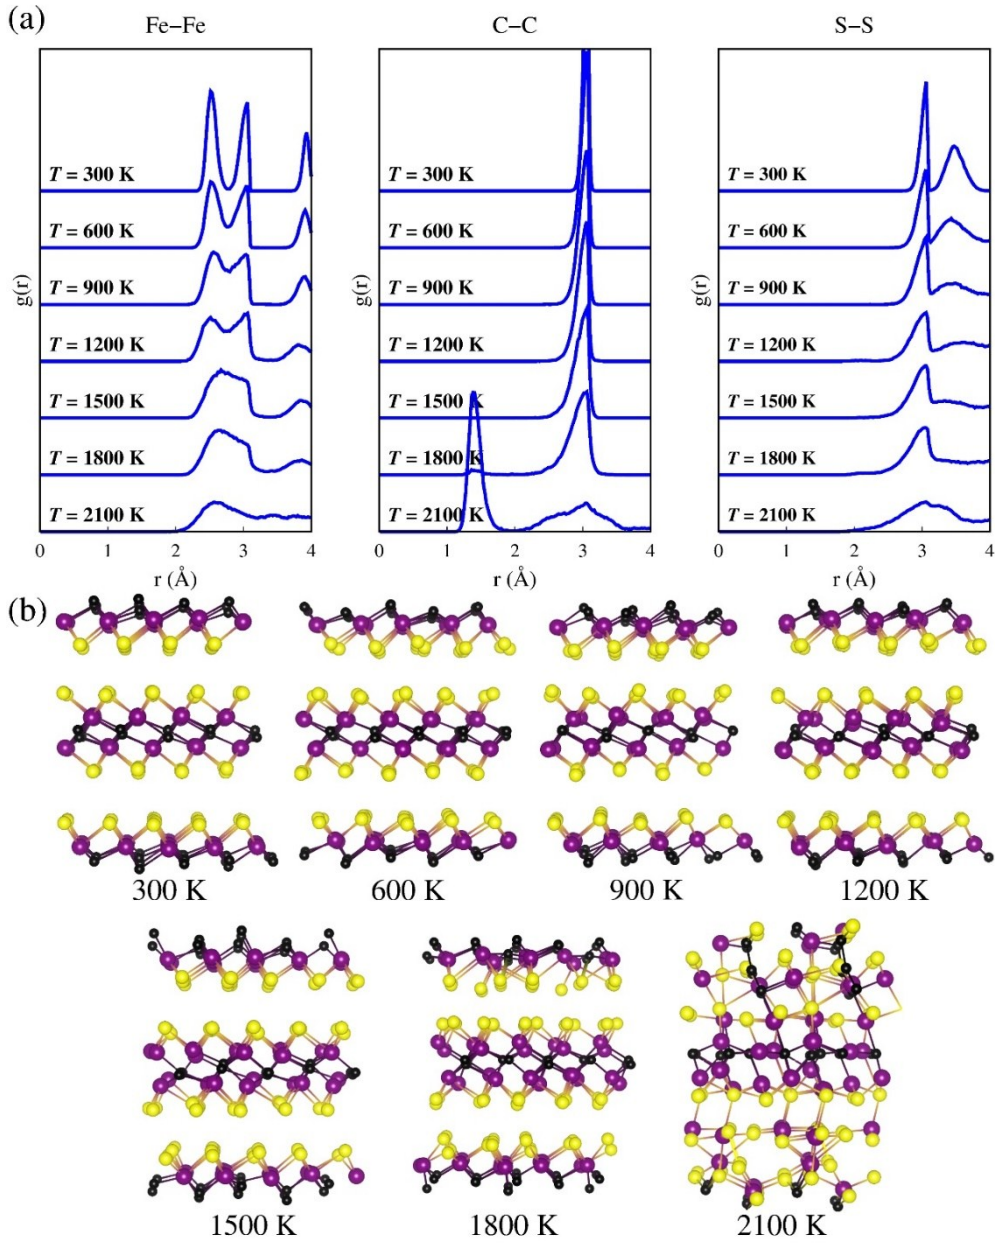 (a)
Fe−Fe
C−C
S−S
T = 300 K
T = 600 K
T = 900 K
T = 1200 K
T = 1500 K
T = 1800 K
T = 2100 K
g(r)
0 1 2 3 4
r (Å)
T = 300 K
T = 600 K
T = 900 K
T = 1200 K
T = 1500 K
T = 1800 K
T = 2100 K
g(r)
0 1 2 3 4
r (Å)
T = 300 K
T = 600 K
T = 900 K
T = 1200 K
T = 1500 K
T = 1800 K
T = 2100 K
g(r)
0 1 2 3 4
r (Å)
(b)
300 K
600 K
900 K
1200 K
1500 K
1800 K
2100 K